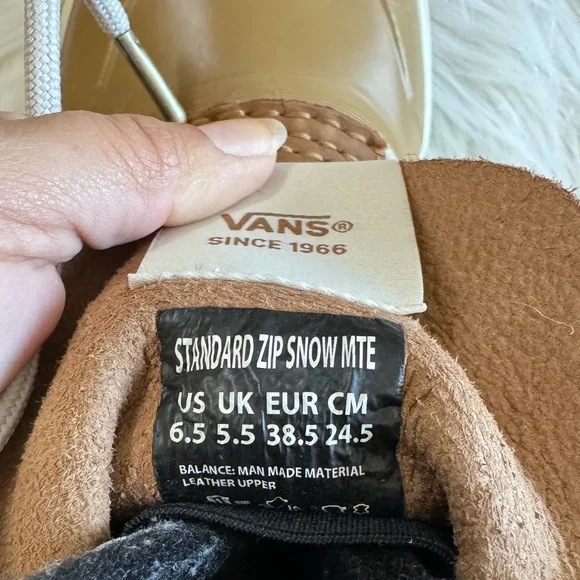 VANS®
SINCE 1966
STANDARD ZIP SNOW MTE
US UK EUR CM
6.5 5.5 38.5 24.5
BALANCE: MAN MADE MATERIAL
LEATHER UPPER